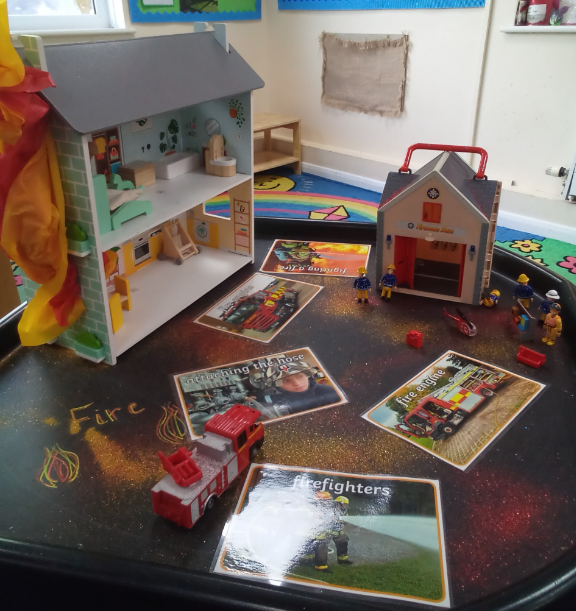 fighting a fire
attaching the hose
fire engine
Fire
firefighters